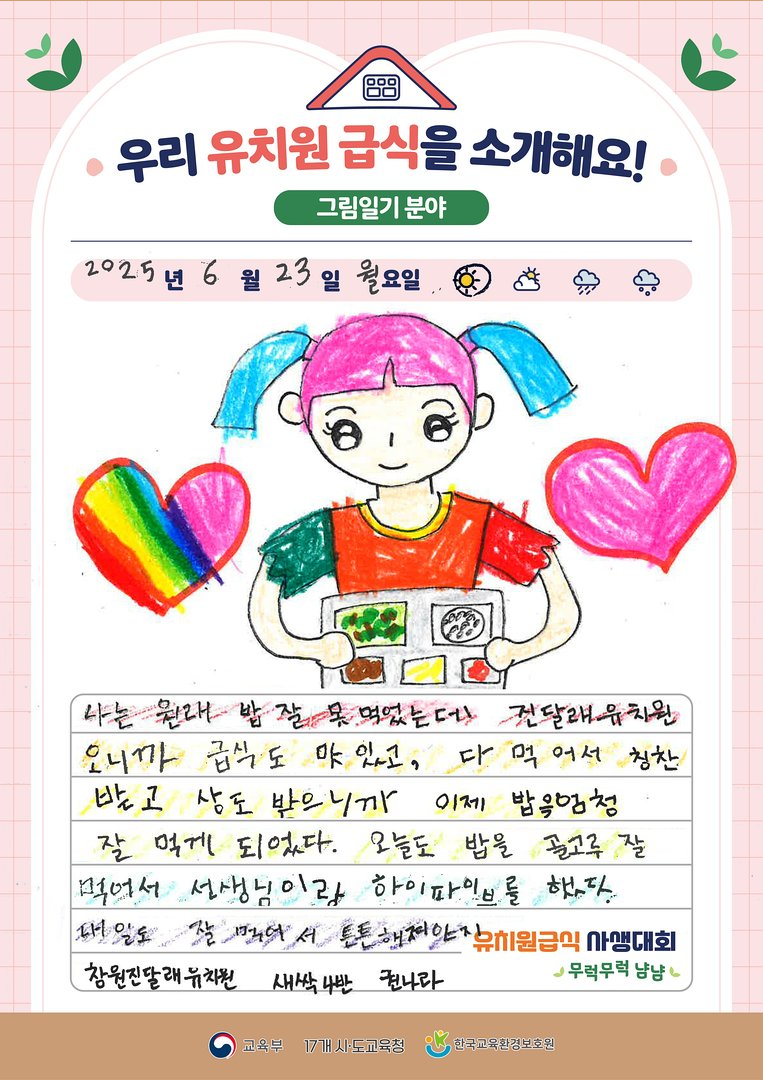 우리 유치원 급식을 소개해요!
그림일기 분야
2025년 6월 23일 월요일
나는 원래 밥 잘 못 먹었는데 진달래유치원
오니까 급식도 맛있고, 다 먹어서 칭찬
받고 상도 받으니까 이제 밥을엄청
잘 먹게 되었다. 오늘도 밥을 골고루 잘
먹어서 선생님이랑 하이파이브를 했다.
내일도 잘 먹어서 튼튼해져야지
유치원급식 사생대회
무럭무럭 냠냠
창원진달래유치원 새싹4반 권나라
교육부 17개 시·도교육청 한국교육환경보호원